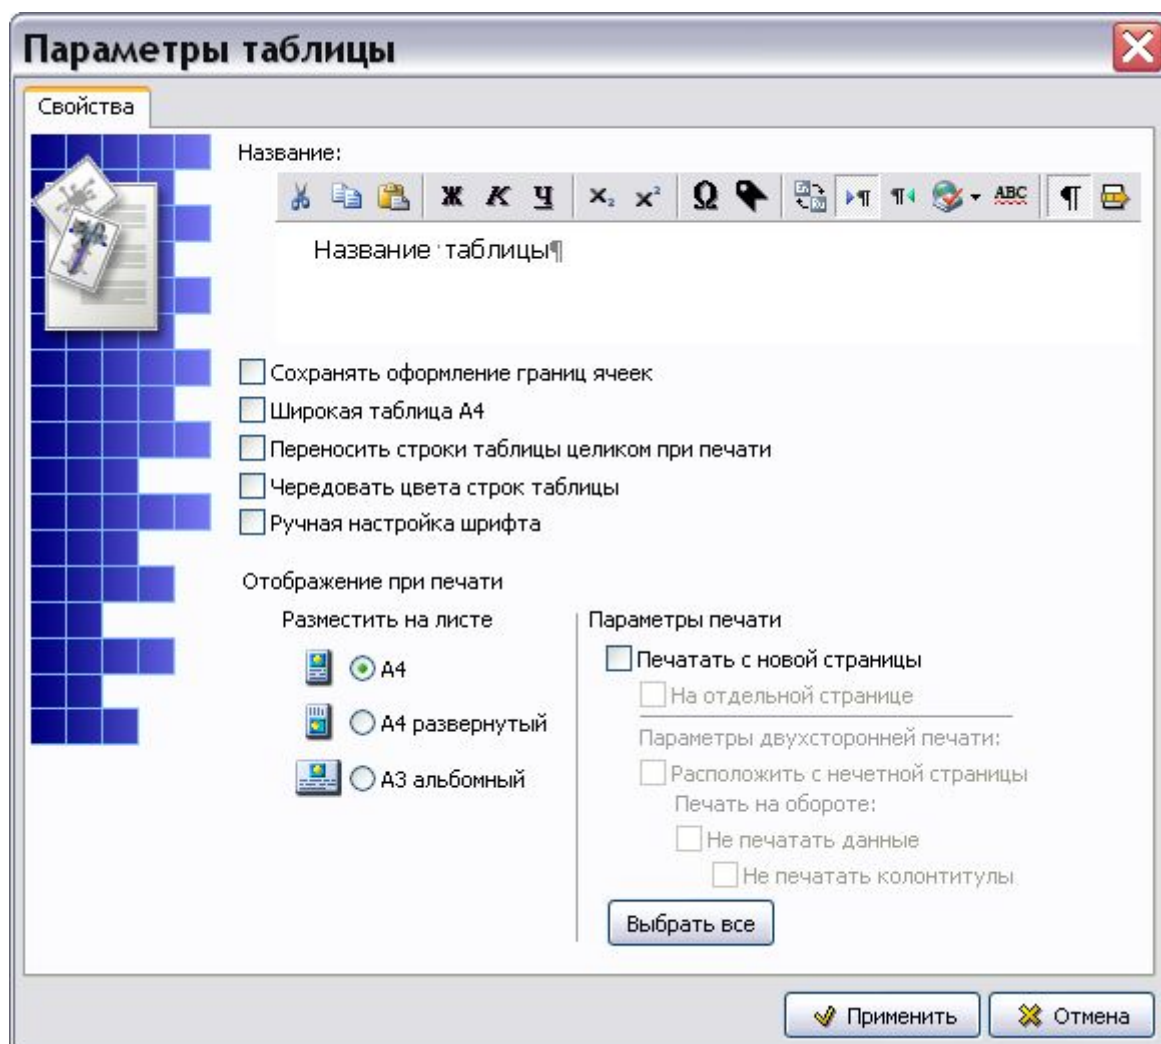 Параметры таблицы
Свойства
Название:
Ж К Ч X₂ X² Ω ¶ ¶ ABC ¶
Название·таблицы¶
Сохранять оформление границ ячеек
Широкая таблица А4
Переносить строки таблицы целиком при печати
Чередовать цвета строк таблицы
Ручная настройка шрифта
Отображение при печати
Разместить на листе
А4
А4 развернутый
А3 альбомный
Параметры печати
Печатать с новой страницы
На отдельной странице
Параметры двухсторонней печати:
Расположить с нечетной страницы
Печать на обороте:
Не печатать данные
Не печатать колонтитулы
Выбрать все
Применить
Отмена